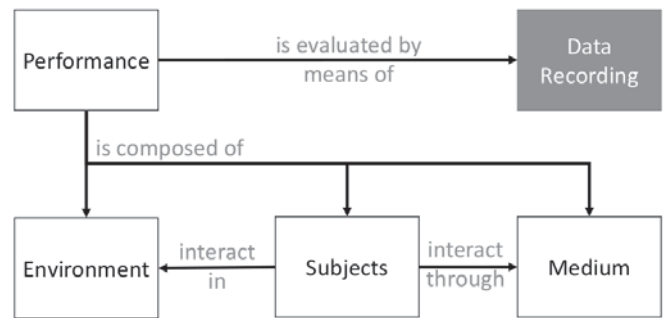 Performance
is evaluated by
means of
Data
Recording
is composed of
Environment
interact
in
Subjects
interact
through
Medium